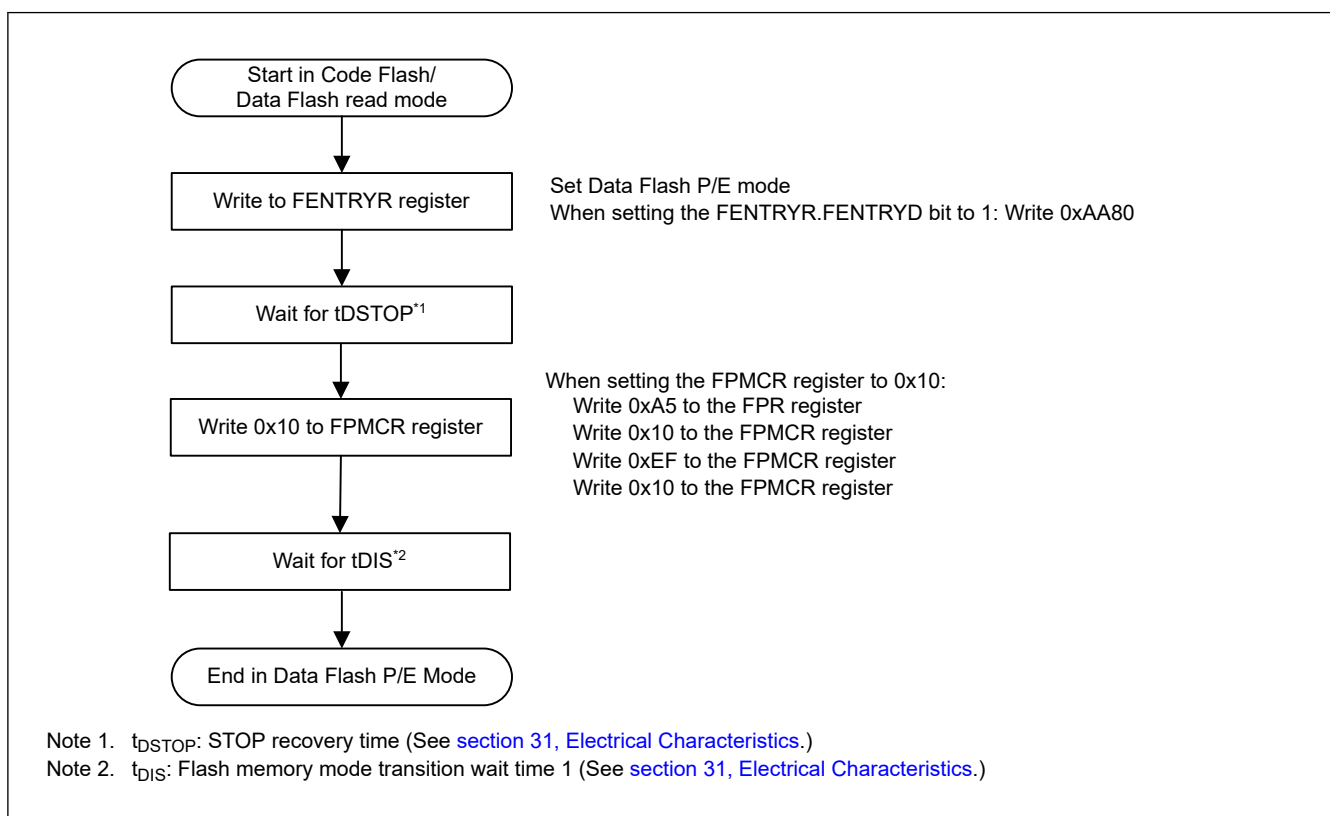 Start in Code Flash/
Data Flash read mode
Write to FENTRYR register
Set Data Flash P/E mode
When setting the FENTRYR.FENTRYD bit to 1: Write 0xAA80
Wait for tDSTOP*1
When setting the FPMCR register to 0x10:
Write 0xA5 to the FPR register
Write 0x10 to FPMCR register
Write 0x10 to the FPMCR register
Write 0xEF to the FPMCR register
Write 0x10 to the FPMCR register
Wait for tDIS*2
End in Data Flash P/E Mode
Note 1. tDSTOP: STOP recovery time (See section 31, Electrical Characteristics.)
Note 2. tDIS: Flash memory mode transition wait time 1 (See section 31, Electrical Characteristics.)